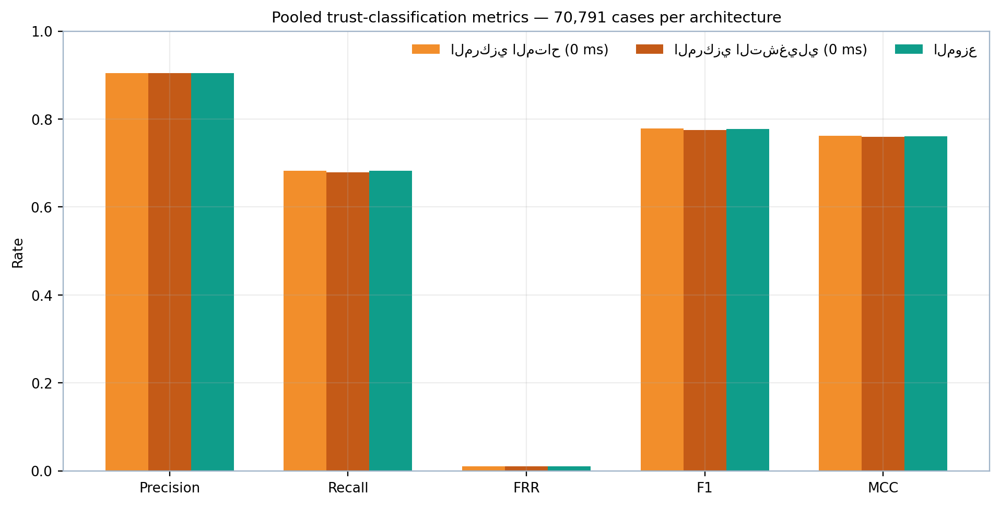 Pooled trust-classification metrics — 70,791 cases per architecture
المركزي المتاح (0 ms)
المركزي التشغيلي (0 ms)
الموزع
Rate
1.0
0.8
0.6
0.4
0.2
0.0
Precision
Recall
FRR
F1
MCC